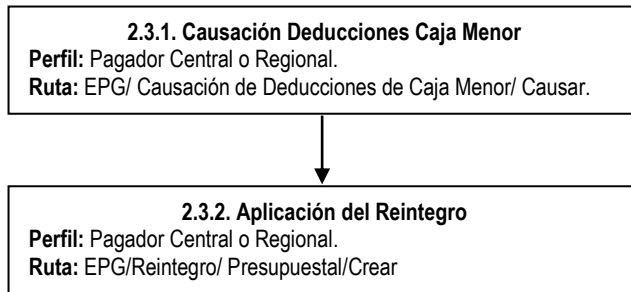 2.3.1. Causación Deducciones Caja Menor
Perfil: Pagador Central o Regional.
Ruta: EPG/ Causación de Deducciones de Caja Menor/ Causar.
2.3.2. Aplicación del Reintegro
Perfil: Pagador Central o Regional.
Ruta: EPG/Reintegro/ Presupuestal/Crear